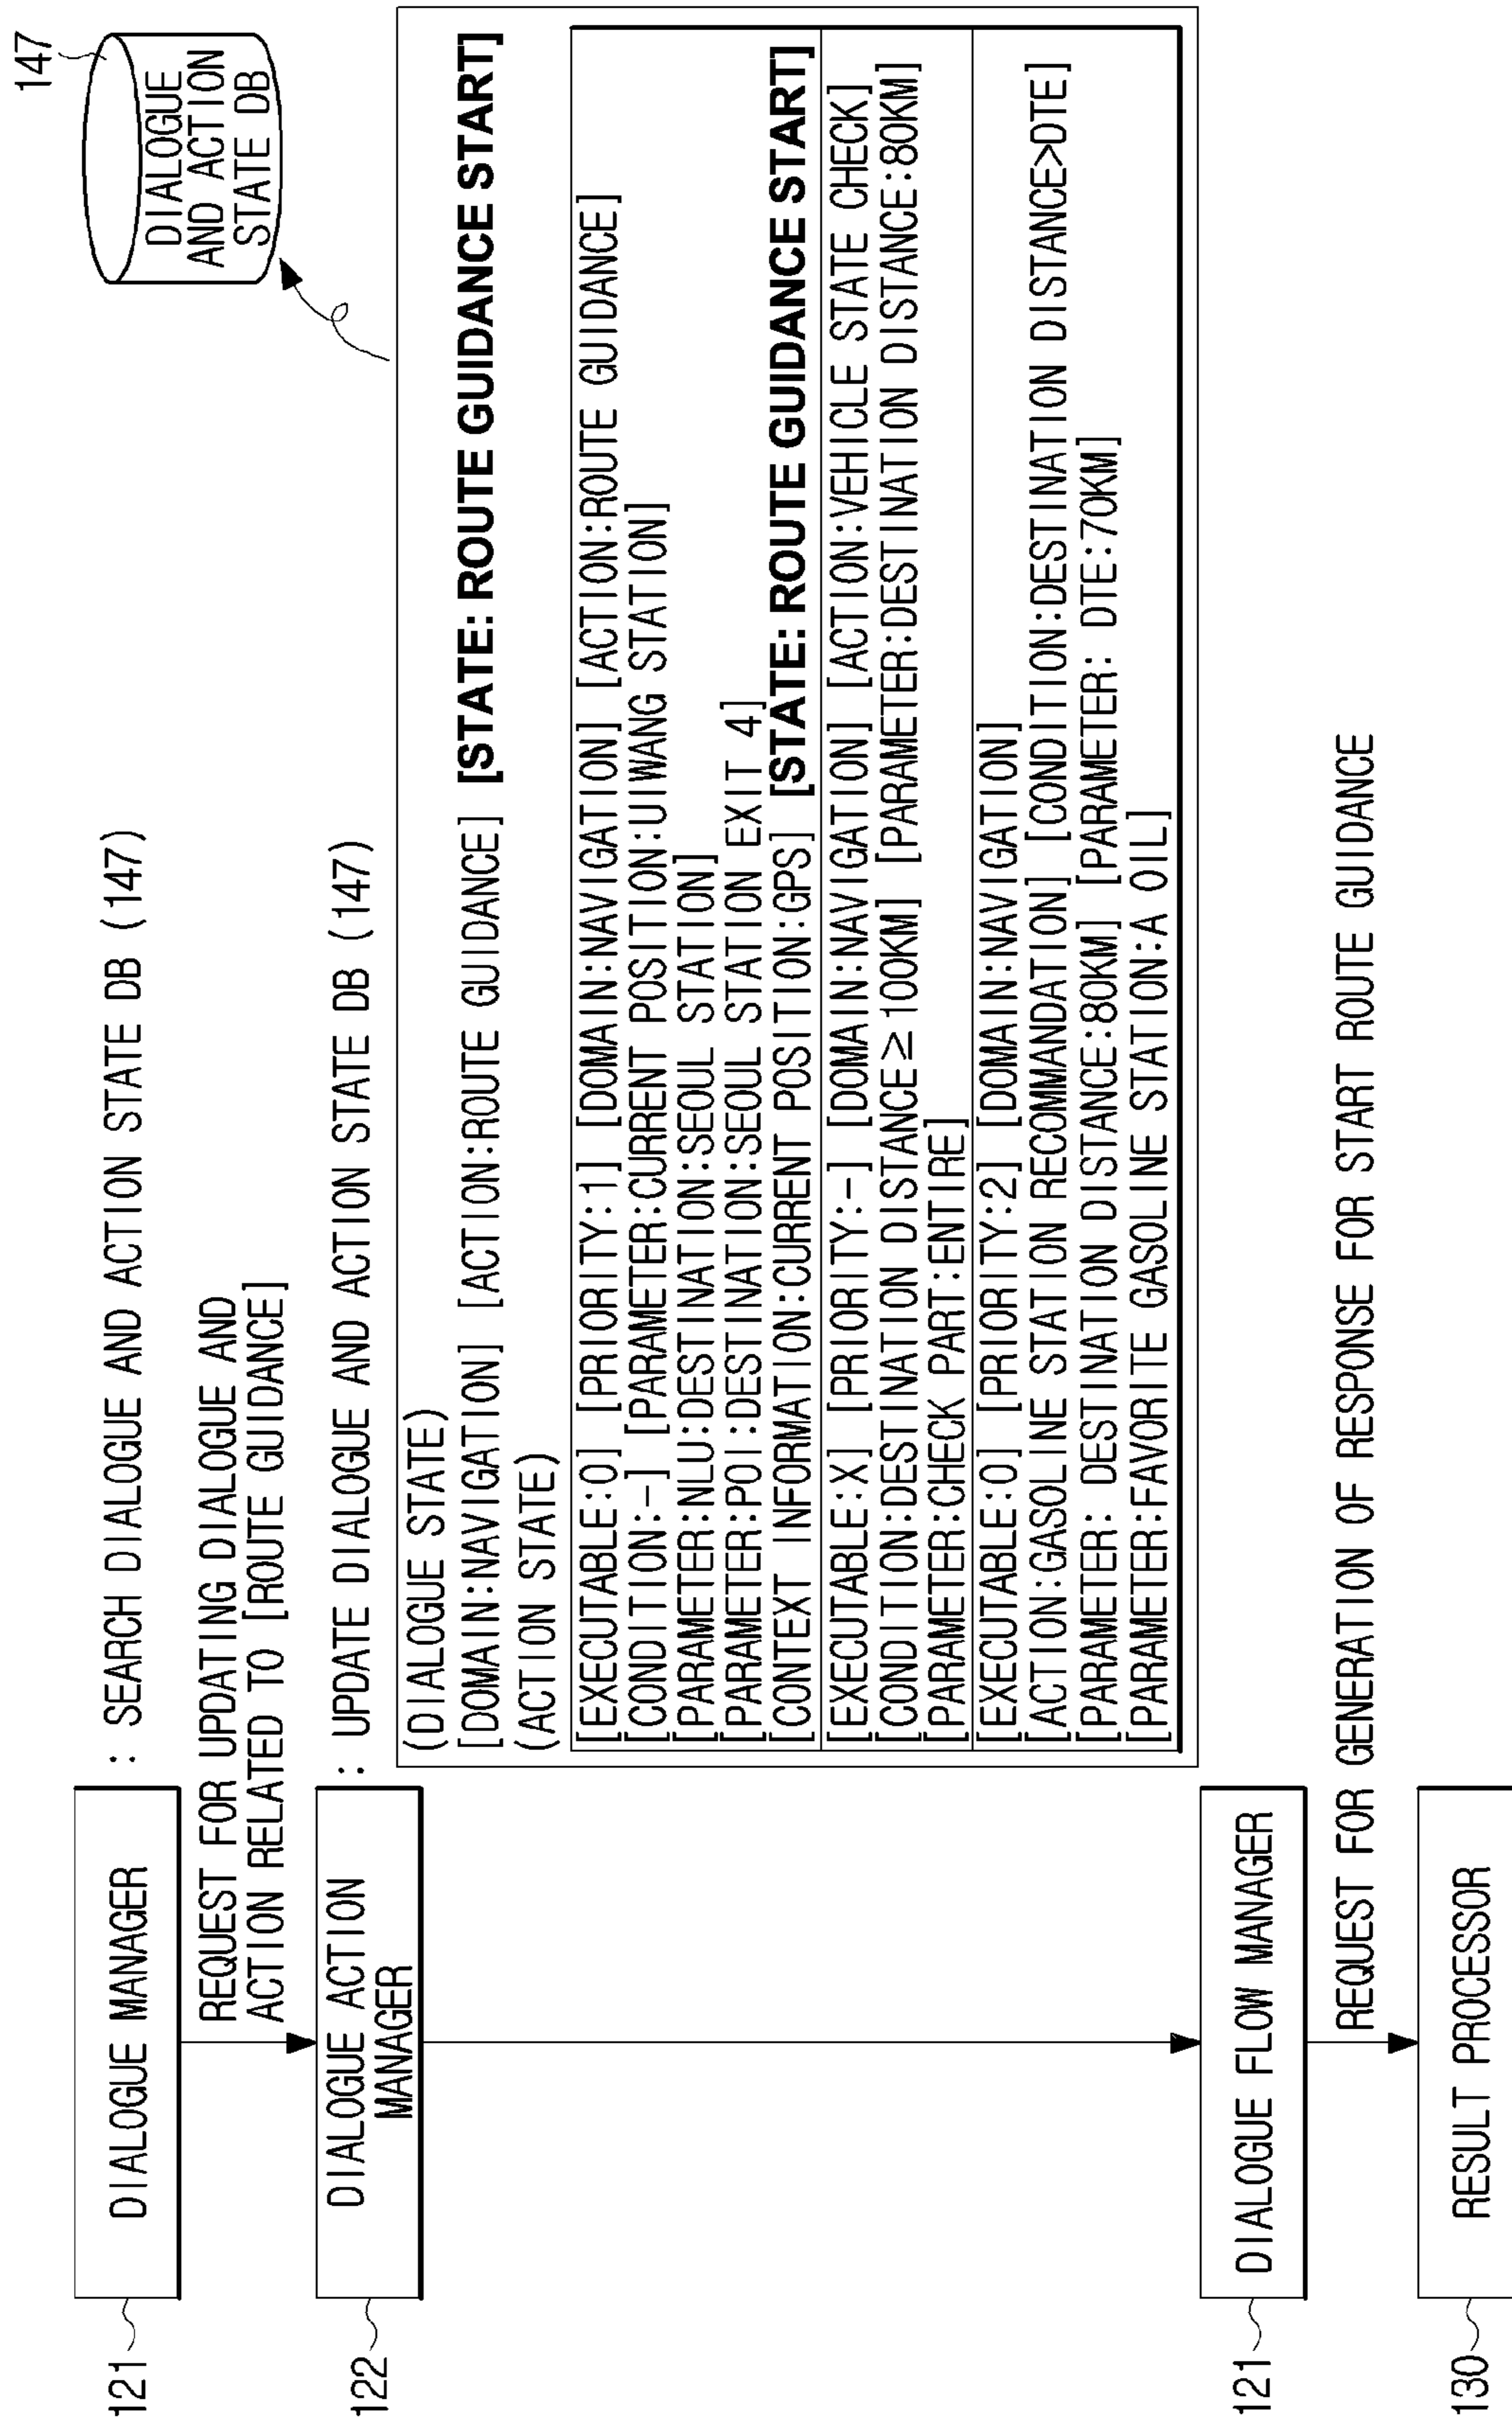 147
DIALOGUE
AND ACTION
STATE DB
121
DIALOGUE MANAGER
: SEARCH DIALOGUE AND ACTION STATE DB (147)
REQUEST FOR UPDATING DIALOGUE AND
ACTION RELATED TO [ROUTE GUIDANCE]
122
DIALOGUE ACTION
MANAGER
: UPDATE DIALOGUE AND ACTION STATE DB (147)
(DIALOGUE STATE)
[DOMAIN:NAVIGATION] [ACTION:ROUTE GUIDANCE] [STATE: ROUTE GUIDANCE START]
(ACTION STATE)
[EXECUTABLE:O] [PRIORITY:1] [DOMAIN:NAVIGATION] [ACTION:ROUTE GUIDANCE]
[CONDITION:-] [PARAMETER:CURRENT POSITION:UIWANG STATION]
[PARAMETER:NLU:DESTINATION:SEOUL STATION]
[PARAMETER:POI:DESTINATION:SEOUL STATION EXIT 4]
[CONTEXT INFORMATION:CURRENT POSITION:GPS] [STATE: ROUTE GUIDANCE START]
[EXECUTABLE:X] [PRIORITY:-] [DOMAIN:NAVIGATION] [ACTION:VEHICLE STATE CHECK]
[CONDITION:DESTINATION DISTANCE≥100KM] [PARAMETER:DESTINATION DISTANCE:80KM]
[PARAMETER:CHECK PART:ENTIRE]
[EXECUTABLE:O] [PRIORITY:2] [DOMAIN:NAVIGATION]
[ACTION:GASOLINE STATION RECOMMANDATION] [CONDITION:DESTINATION DISTANCE>DTE]
[PARAMETER: DESTINATION DISTANCE:80KM] [PARAMETER: DTE:70KM]
[PARAMETER:FAVORITE GASOLINE STATION:A OIL]
121
DIALOGUE FLOW MANAGER
REQUEST FOR GENERATION OF RESPONSE FOR START ROUTE GUIDANCE
130
RESULT PROCESSOR